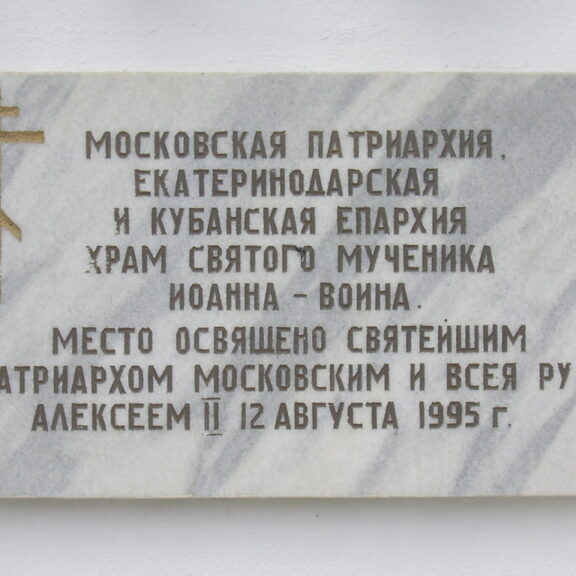 МОСКОВСКАЯ ПАТРИАРХИЯ.
ЕКАТЕРИНОДАРСКАЯ
И КУБАНСКАЯ ЕПАРХИЯ
ХРАМ СВЯТОГО МУЧЕНИКА
ИОАННА - ВОИНА.
МЕСТО ОСВЯЩЕНО СВЯТЕЙШИМ
АТРИАРХОМ МОСКОВСКИМ И ВСЕЯ РУ
АЛЕКСЕЕМ II 12 АВГУСТА 1995 г.